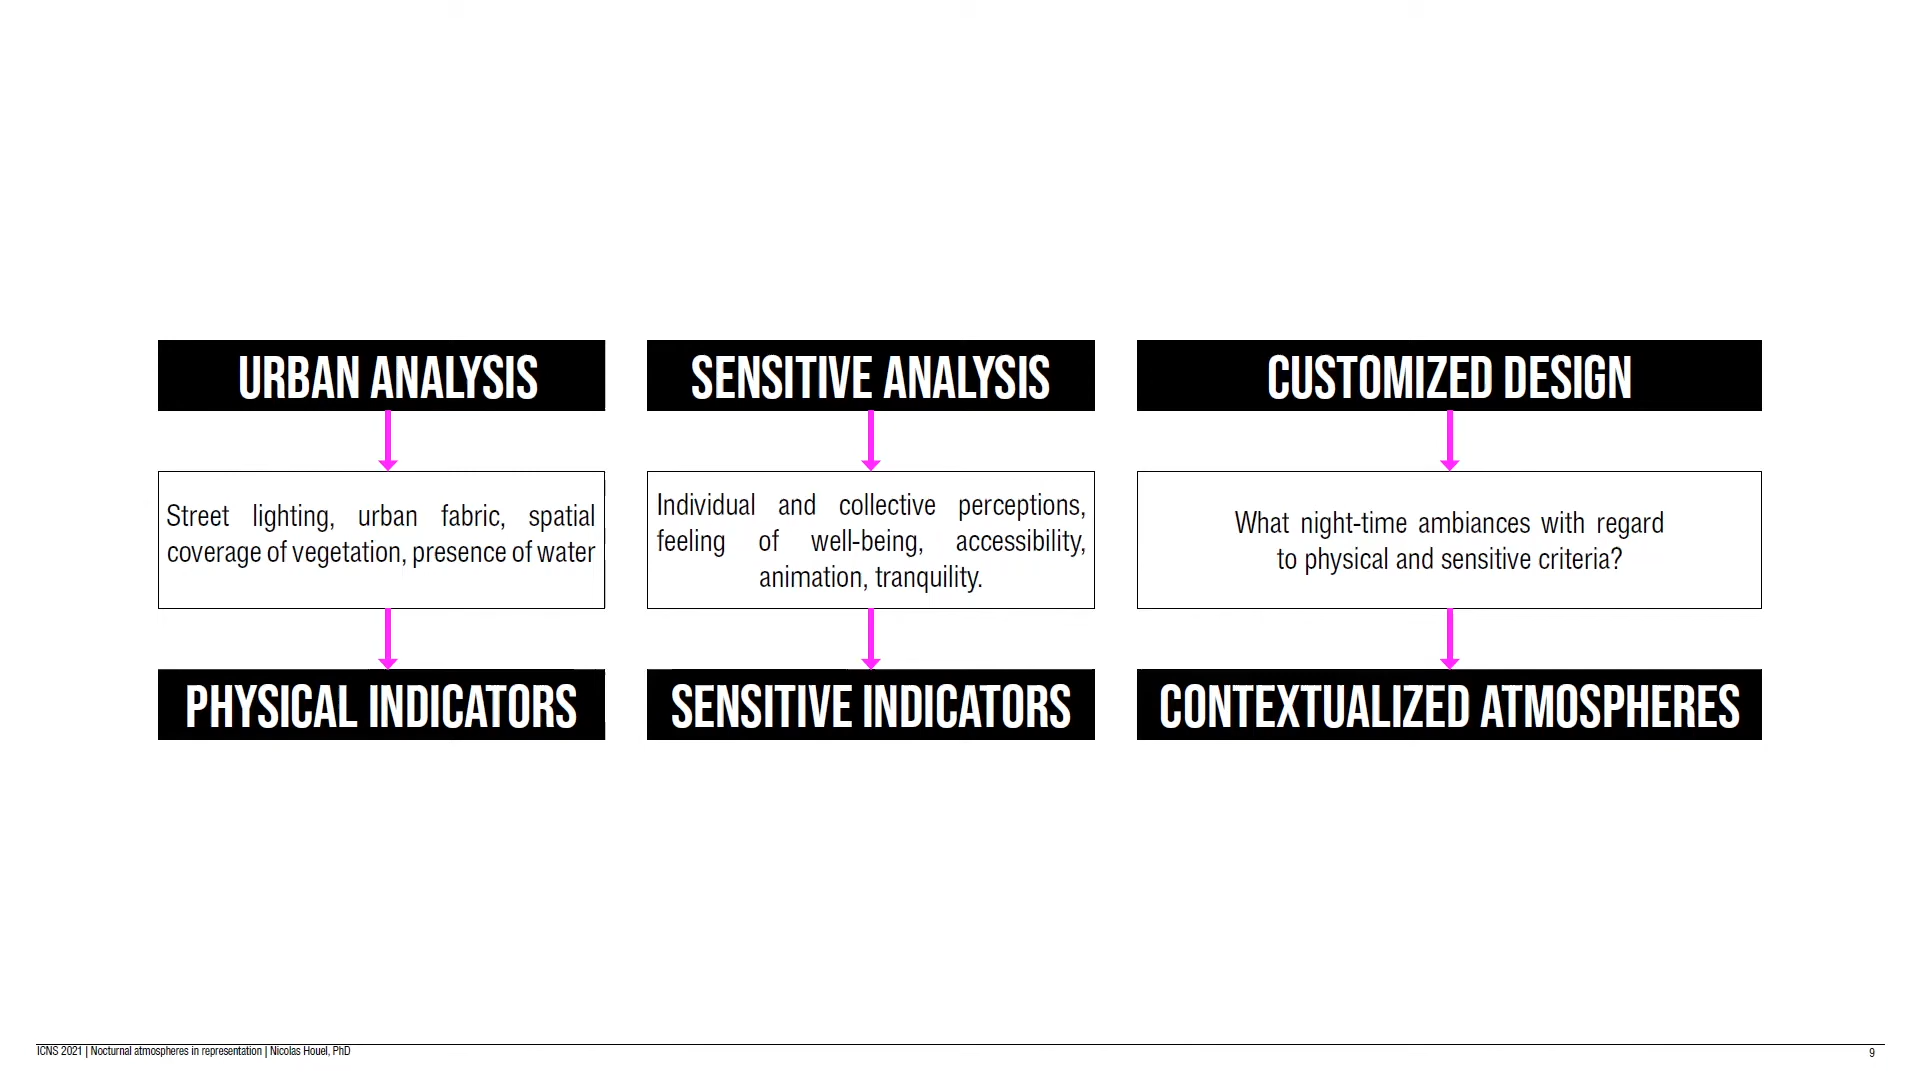 URBAN ANALYSIS
Street lighting, urban fabric, spatial
coverage of vegetation, presence of water
PHYSICAL INDICATORS
SENSITIVE ANALYSIS
Individual and collective perceptions,
feeling of well-being, accessibility,
animation, tranquility.
SENSITIVE INDICATORS
CUSTOMIZED DESIGN
What night-time ambiances with regard
to physical and sensitive criteria?
CONTEXTUALIZED ATMOSPHERES
ICNS 2021 | Nocturnal atmospheres in representation | Nicolas Houel, PhD
9